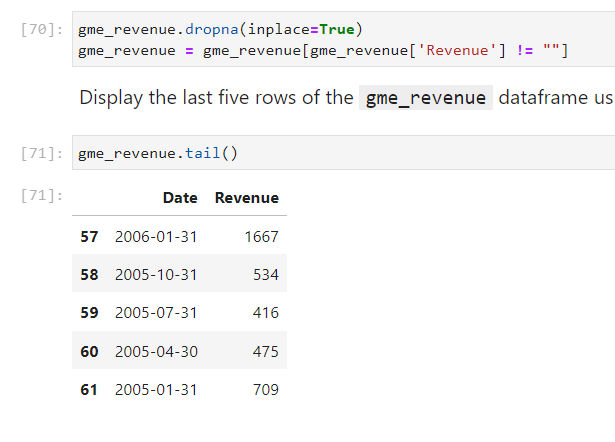 [70]: gme_revenue.dropna(inplace=True)
gme_revenue = gme_revenue[gme_revenue['Revenue'] != ""]
Display the last five rows of the gme_revenue dataframe us
[71]: gme_revenue.tail()
[71]:
Date Revenue
57 2006-01-31 1667
58 2005-10-31 534
59 2005-07-31 416
60 2005-04-30 475
61 2005-01-31 709